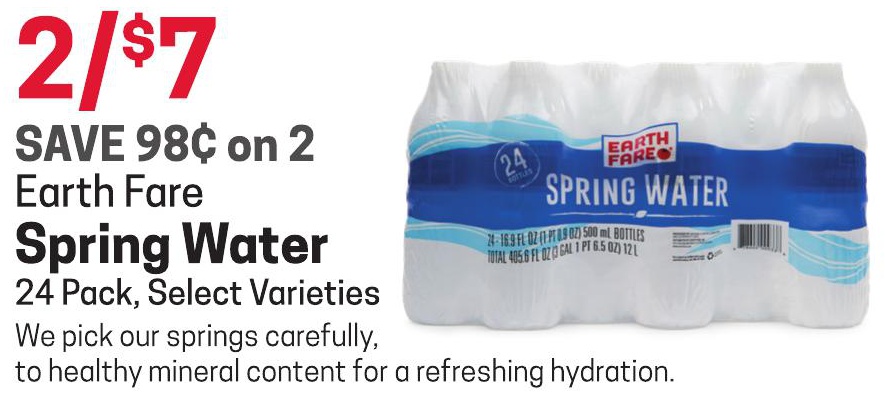 2/$7
SAVE 98¢ on 2
Earth Fare
Spring Water
24 Pack, Select Varieties
We pick our springs carefully,
to healthy mineral content for a refreshing hydration.
24
BOTTLES
EARTH
FARE
SPRING WATER
24 - 16.9 FL OZ (1 PT 0.9 OZ) 500 mL BOTTLES
TOTAL 405.6 FL OZ (3 GAL 1 PT 6.5 OZ) 12 L